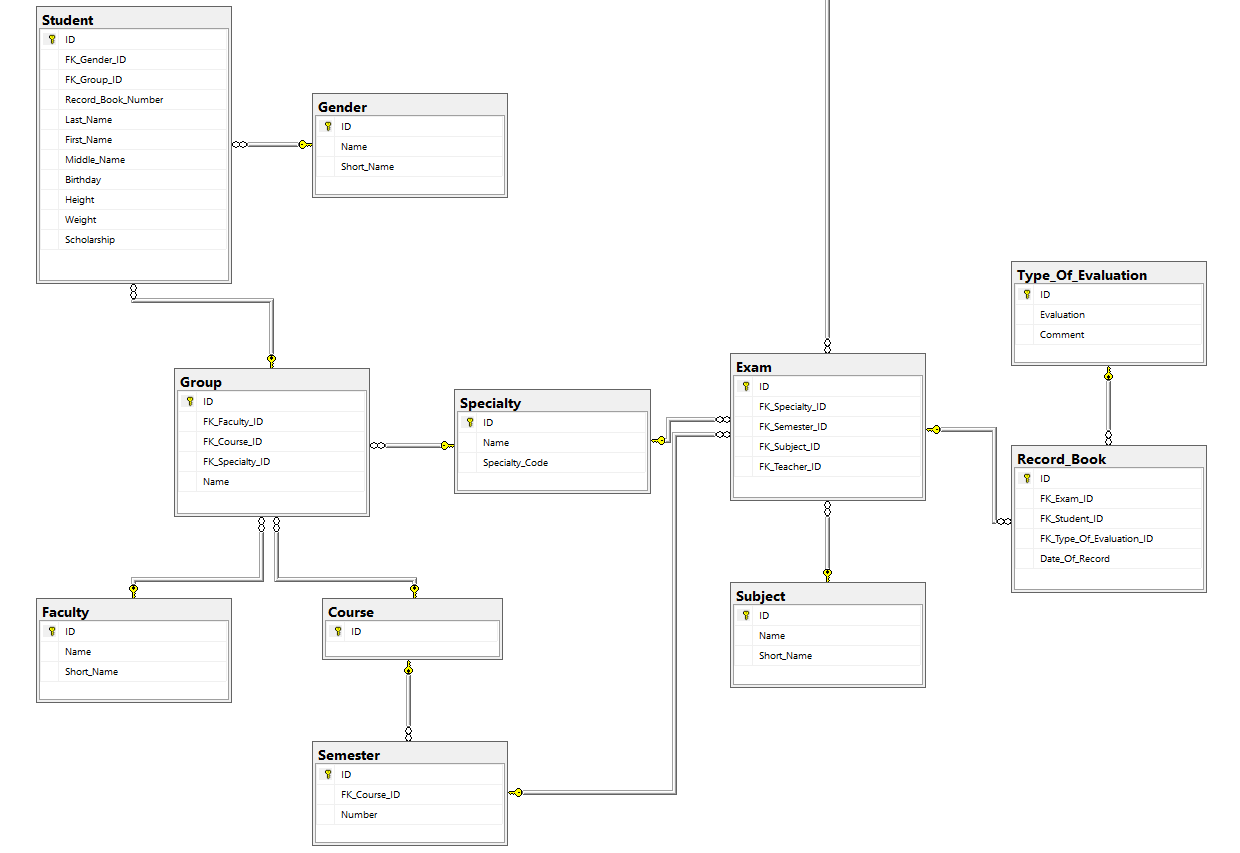 Student
ID
FK_Gender_ID
FK_Group_ID
Record_Book_Number
Last_Name
First_Name
Middle_Name
Birthday
Height
Weight
Scholarship
Gender
ID
Name
Short_Name
Type_Of_Evaluation
ID
Evaluation
Comment
Group
ID
FK_Faculty_ID
FK_Course_ID
FK_Specialty_ID
Name
Specialty
ID
Name
Specialty_Code
Exam
ID
FK_Specialty_ID
FK_Semester_ID
FK_Subject_ID
FK_Teacher_ID
Record_Book
ID
FK_Exam_ID
FK_Student_ID
FK_Type_Of_Evaluation_ID
Date_Of_Record
Faculty
ID
Name
Short_Name
Course
ID
Subject
ID
Name
Short_Name
Semester
ID
FK_Course_ID
Number